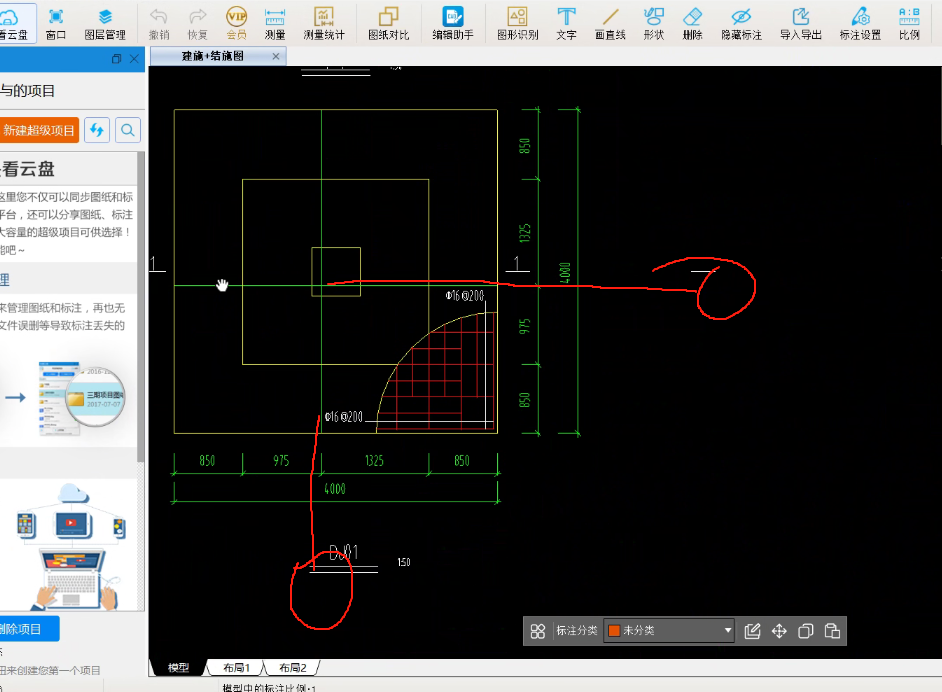 看云盘 窗口 图层管理 撤销 恢复 会员 测量 测量统计 图纸对比 编辑助手 图形识别 文字 画直线 形状 删除 隐藏标注 导入导出 标注设置 比例
VIP
A:B
建施+结施图
与的项目
新建超级项目
看云盘
这里您不仅可以同步图纸和标
平台，还可以分享图纸、标注
大容量的超级项目可供选择！
能吧～
理
来管理图纸和标注，再也无
文件误删等导致标注丢失的
2016-10
三期项目图纸
2017-07-07
删除项目
钮来创建您第一个项目
1
1
850
1325
4000
975
850
Φ16@200
Φ16@200
850 975 1325 850
4000
DJ01
1:50
标注分类 未分类
模型 布局1 布局2
模型中的标注比例:1